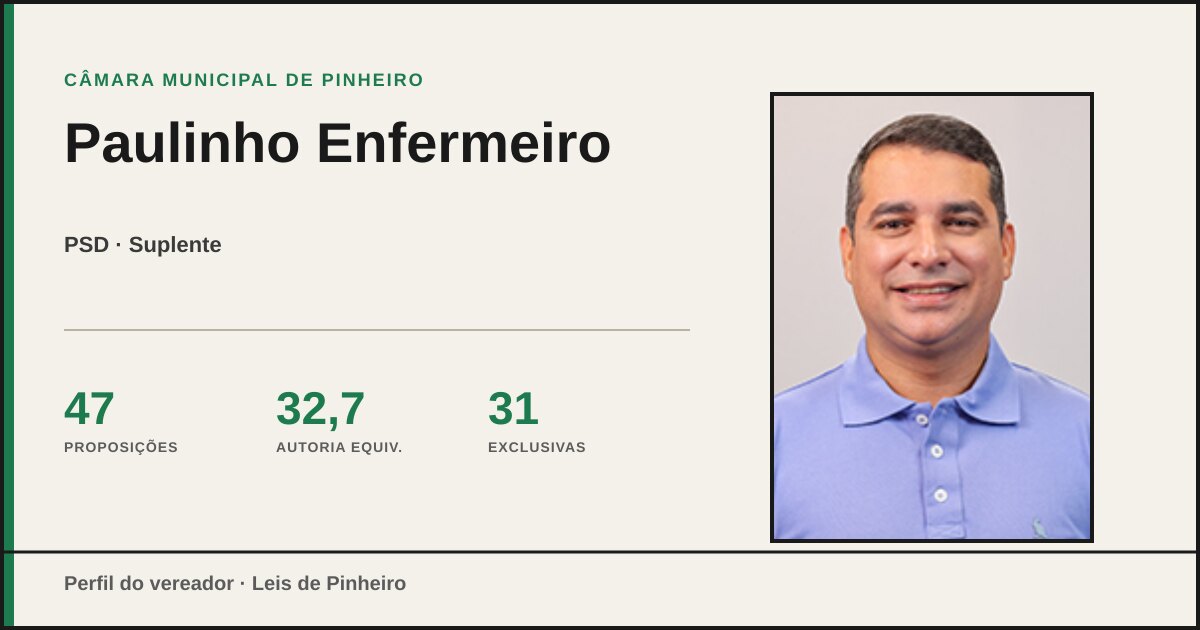 CÂMARA MUNICIPAL DE PINHEIRO
Paulinho Enfermeiro
PSD · Suplente
47 32,7 31
PROPOSIÇÕES AUTORIA EQUIV. EXCLUSIVAS
Perfil do vereador · Leis de Pinheiro